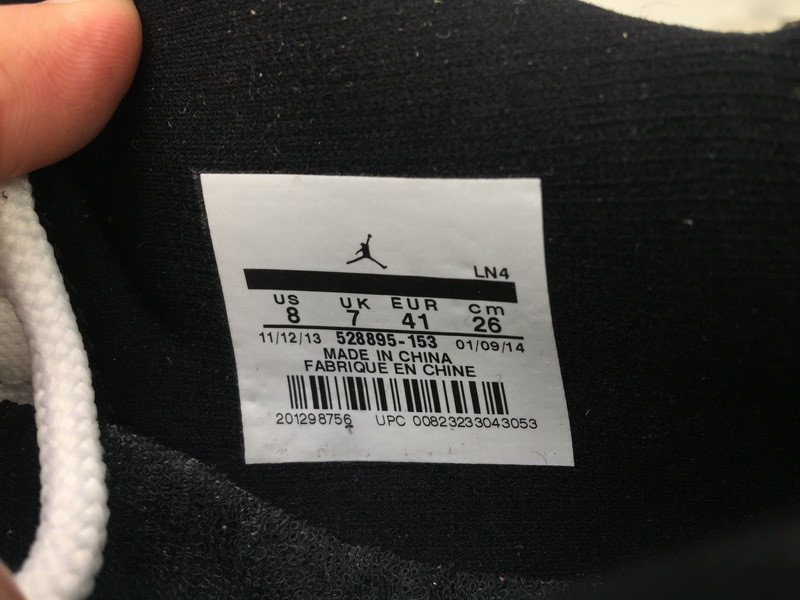 LN4
US UK EUR cm
8 7 41 26
11/12/13 528895-153 01/09/14
MADE IN CHINA
FABRIQUE EN CHINE
201298756 UPC 00823233043053